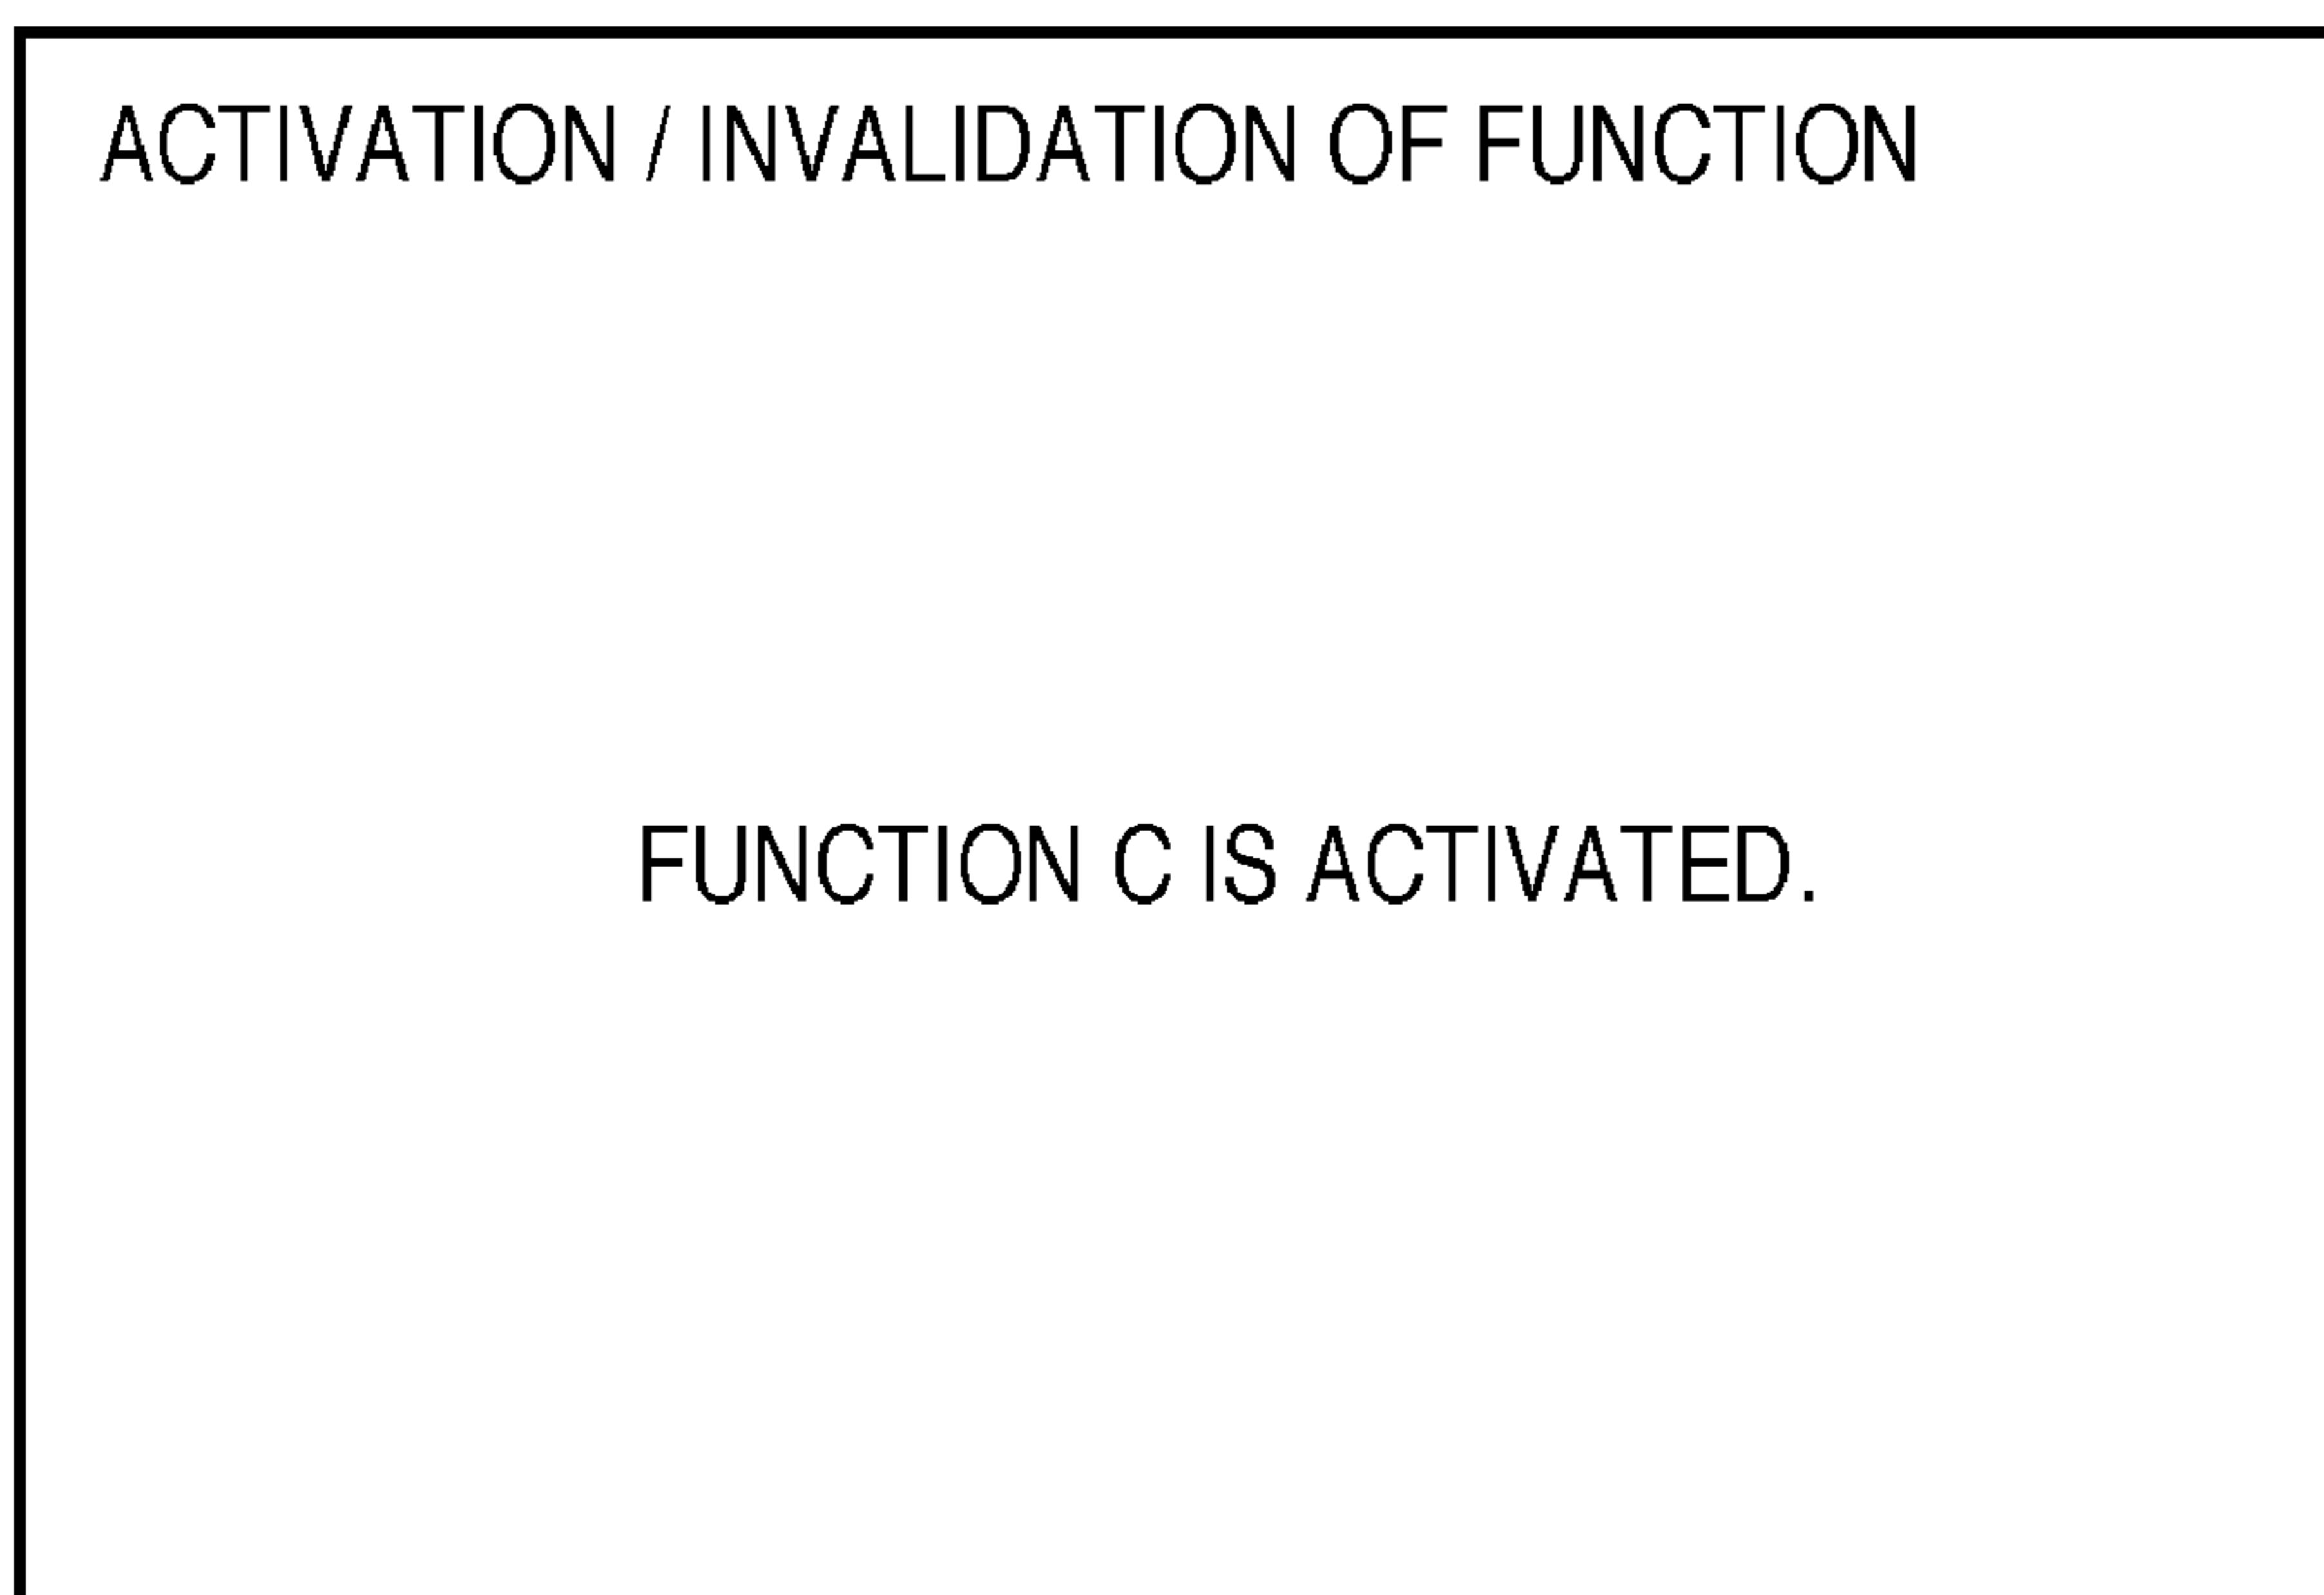 ACTIVATION / INVALIDATION OF FUNCTION
FUNCTION C IS ACTIVATED.